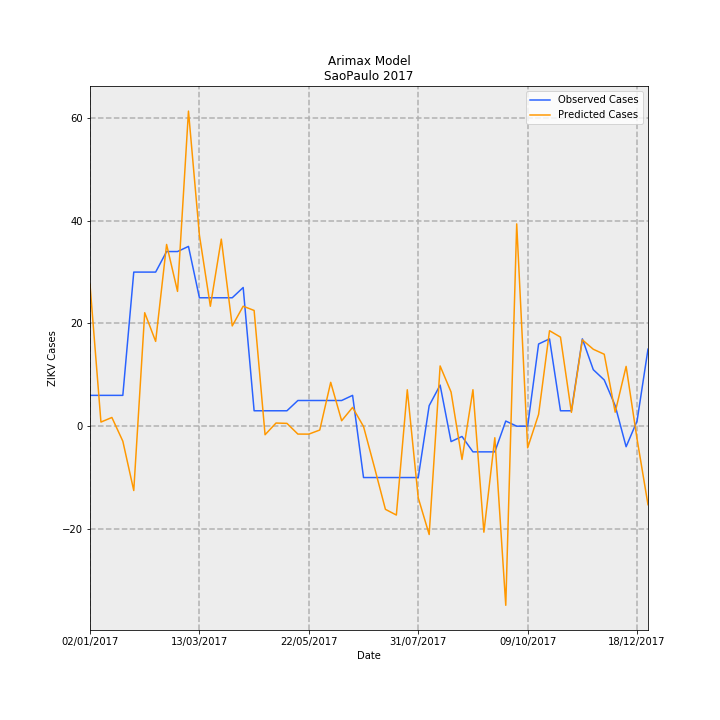 Arimax Model
SaoPaulo 2017
Observed Cases
Predicted Cases
60
40
20
0
−20
ZIKV Cases
02/01/2017 13/03/2017 22/05/2017 31/07/2017 09/10/2017 18/12/2017
Date